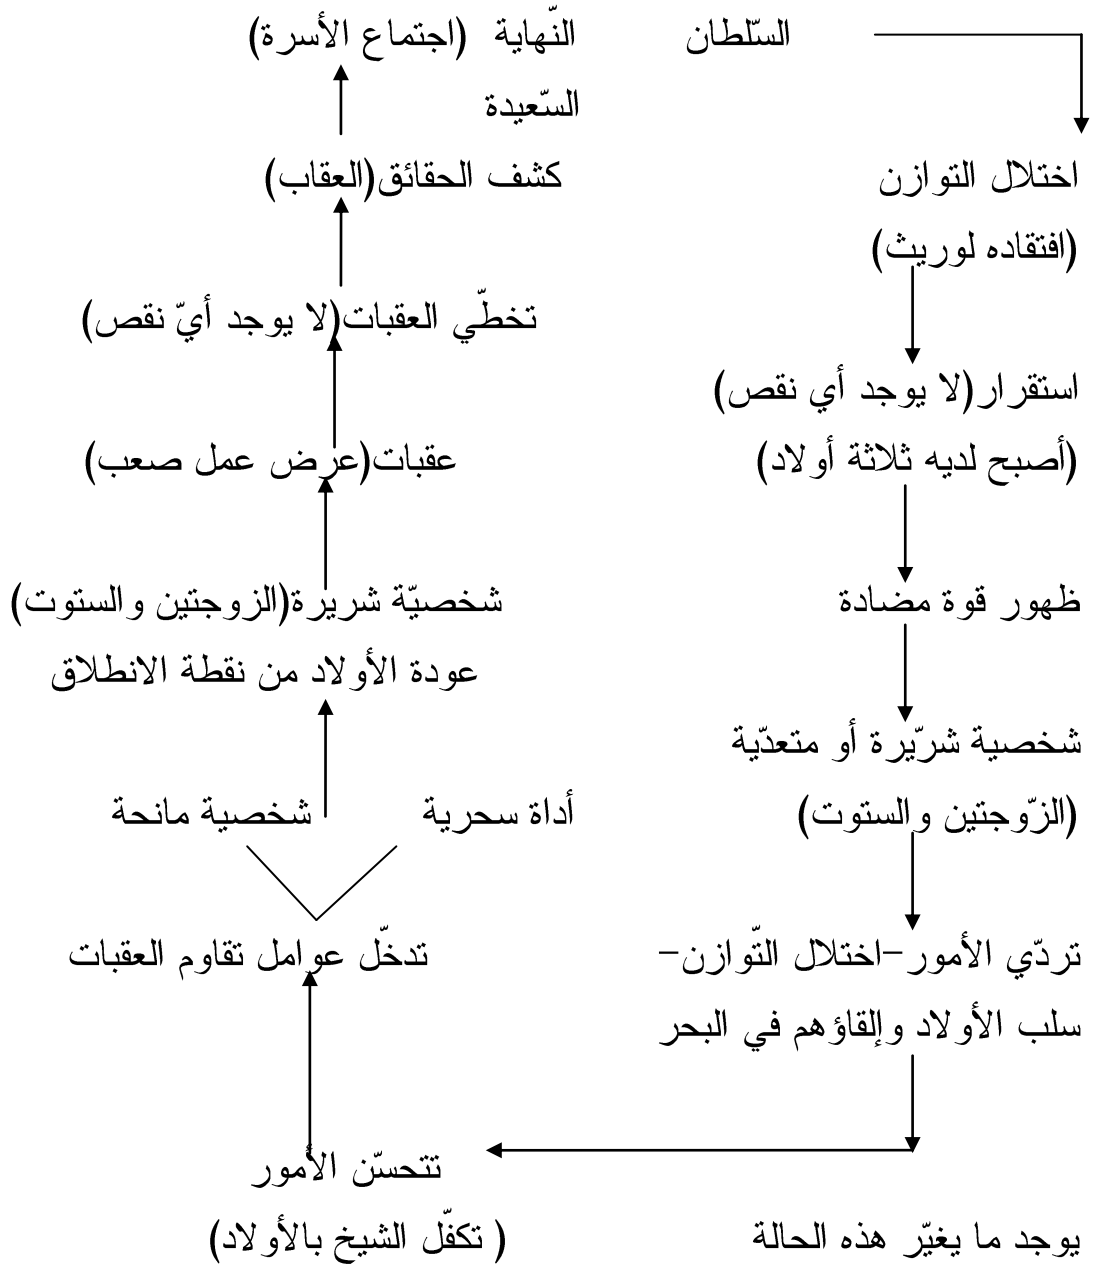 السّلطان
النّهاية (اجتماع الأسرة)
السّعيدة
كشف الحقائق(العقاب)
اختلال التوازن
(افتقاده لوريث)
تخطّي العقبات(لا يوجد أيّ نقص)
استقرار(لا يوجد أي نقص)
(أصبح لديه ثلاثة أولاد)
عقبات(عرض عمل صعب)
ظهور قوة مضادة
شخصيّة شريرة(الزوجتين والستوت)
عودة الأولاد من نقطة الانطلاق
شخصية شرّيرة أو متعدّية
(الزّوجتين والستوت)
أداة سحرية شخصية مانحة
تردّي الأمور-اختلال التّوازن-
تدخّل عوامل تقاوم العقبات
سلب الأولاد وإلقاؤهم في البحر
تتحسّن الأمور
يوجد ما يغيّر هذه الحالة
( تكفّل الشيخ بالأولاد)